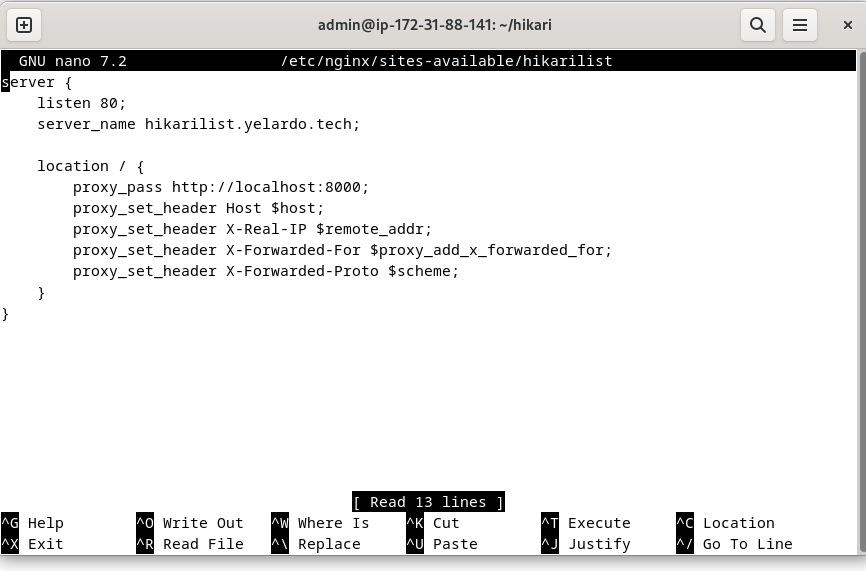 admin@ip-172-31-88-141: ~/hikari
GNU nano 7.2 /etc/nginx/sites-available/hikarilist
server {
    listen 80;
    server_name hikarilist.yelardo.tech;

    location / {
        proxy_pass http://localhost:8000;
        proxy_set_header Host $host;
        proxy_set_header X-Real-IP $remote_addr;
        proxy_set_header X-Forwarded-For $proxy_add_x_forwarded_for;
        proxy_set_header X-Forwarded-Proto $scheme;
    }
}
[ Read 13 lines ]
^G Help ^O Write Out ^W Where Is ^K Cut ^T Execute ^C Location
^X Exit ^R Read File ^\ Replace ^U Paste ^J Justify ^/ Go To Line